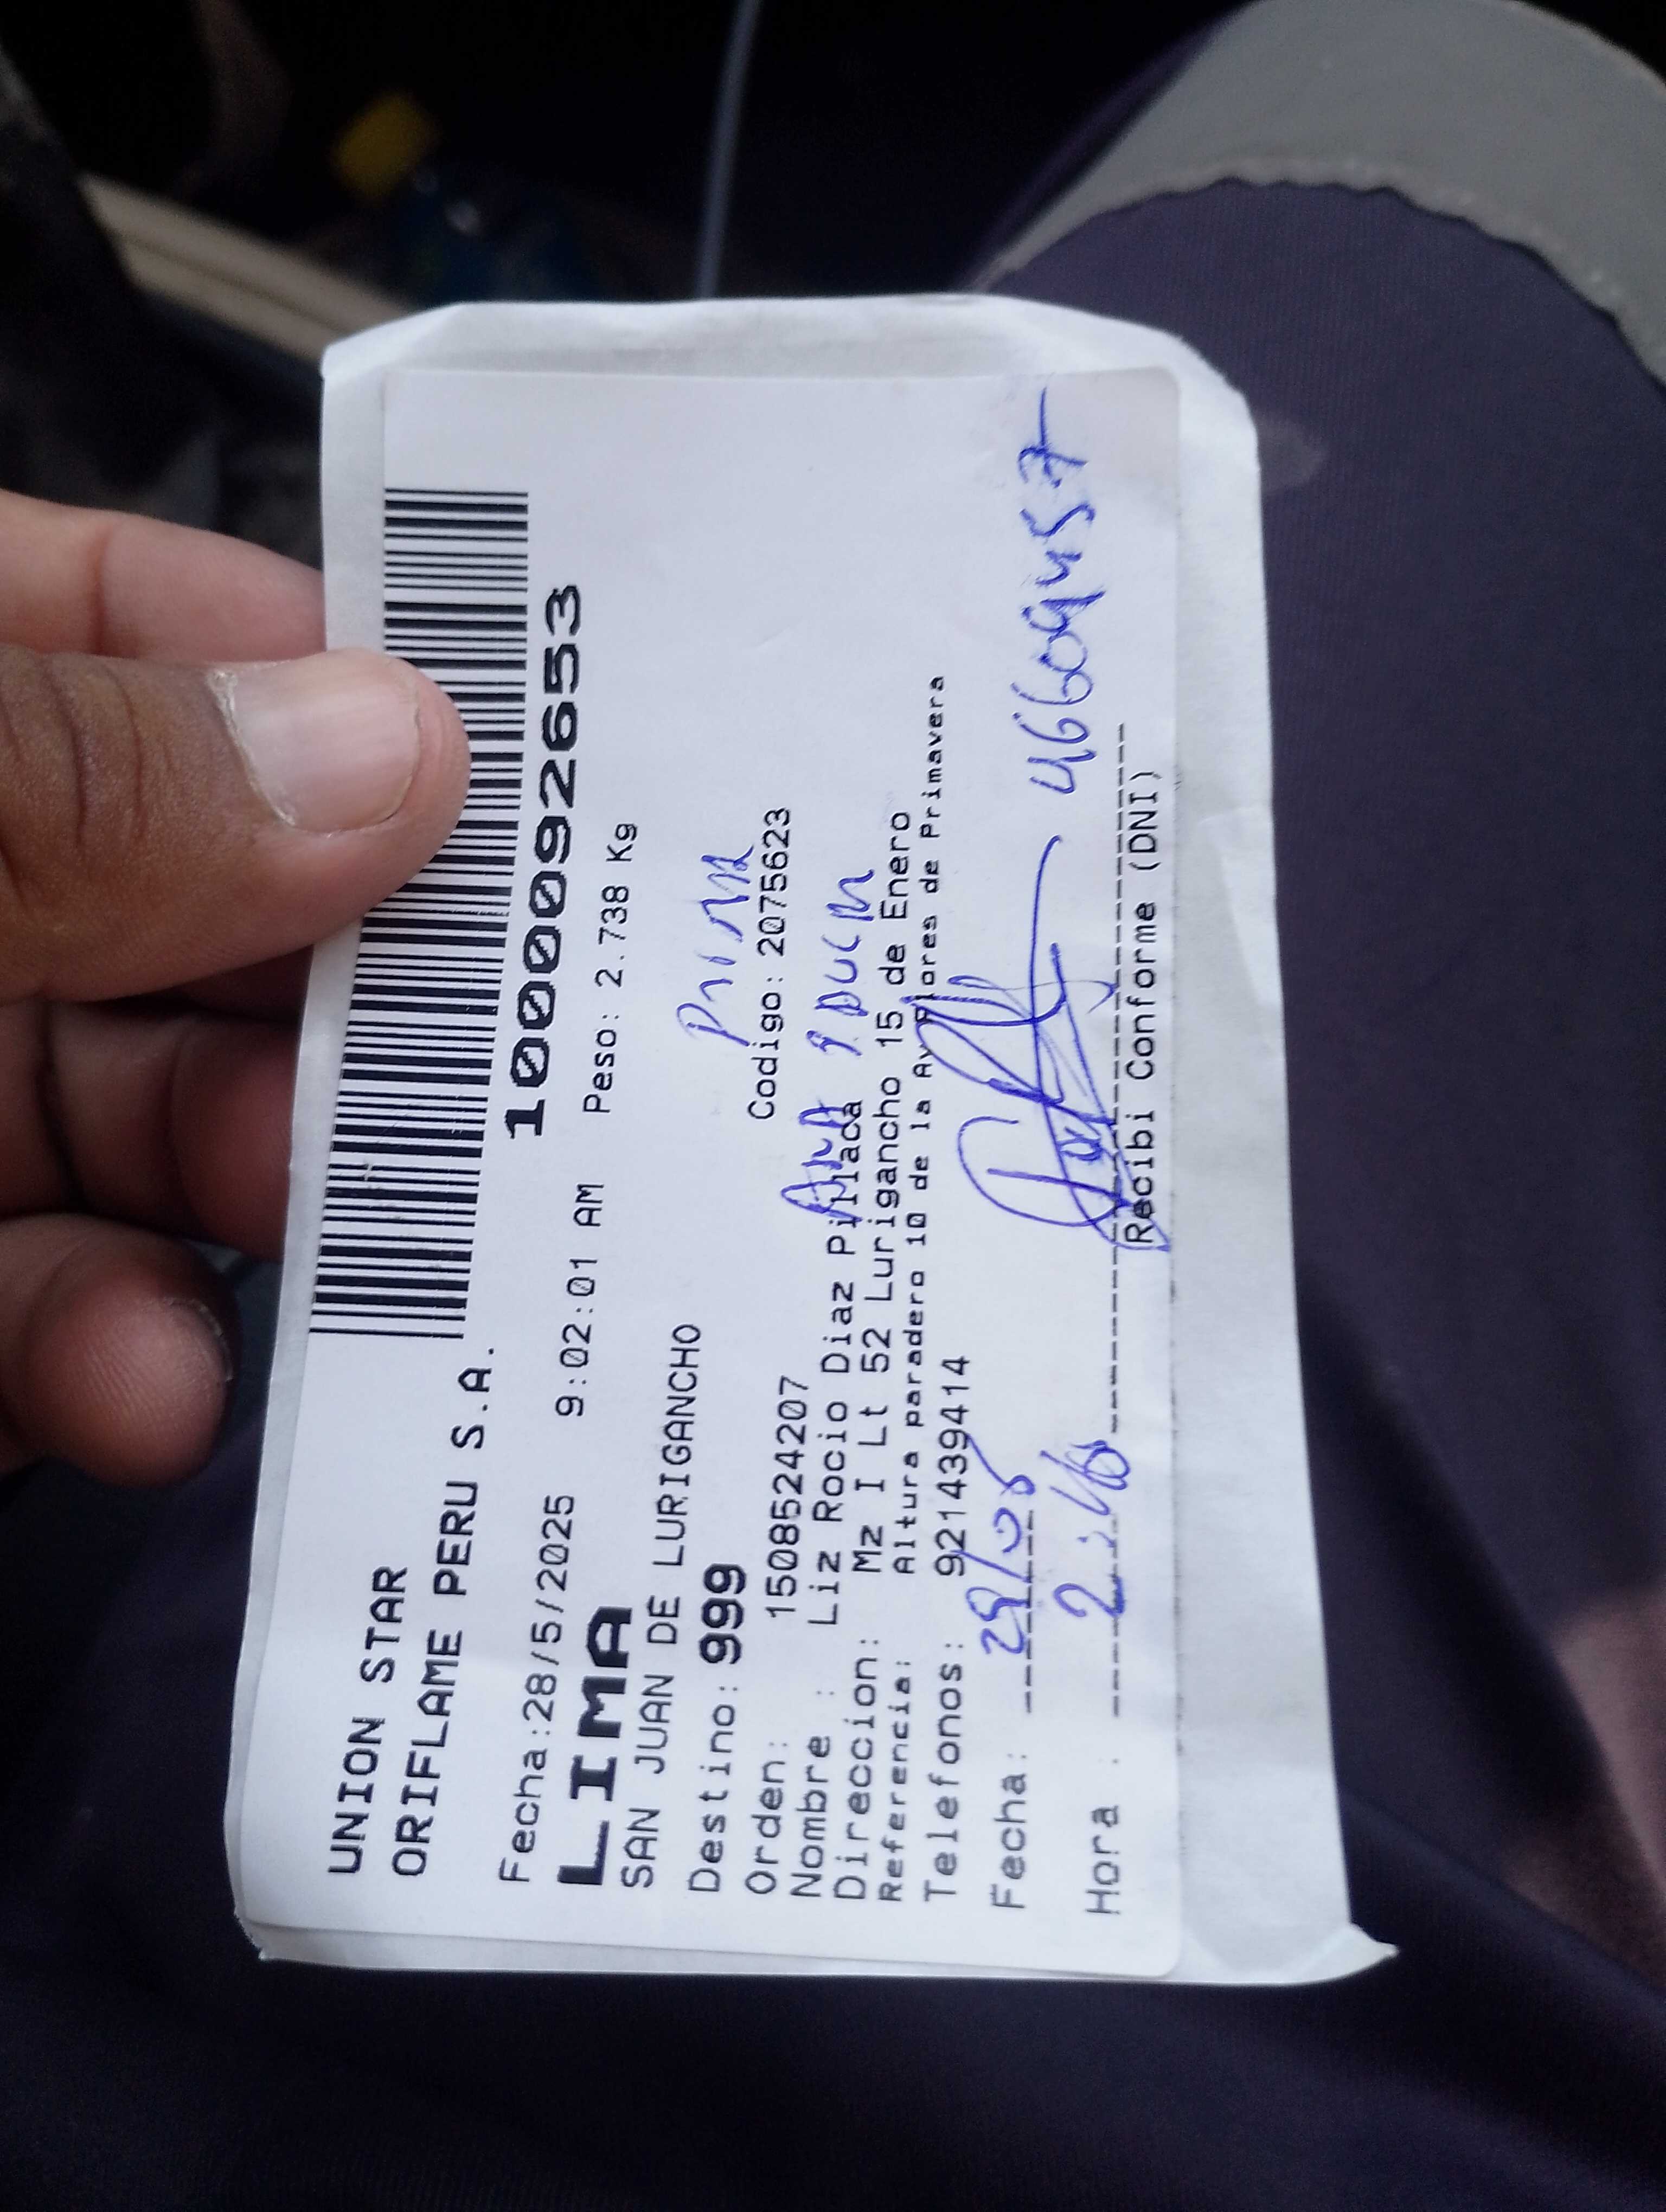 UNION STAR
ORIFLAME PERU S.A.
1000092653
Fecha:28/5/2025 9:02:01 AM Peso: 2.738 Kg
LIMA
SAN JUAN DE LURIGANCHO
Destino: 999
Prima
Orden: 1508524207 Codigo: 2075623
Ana
Nombre : Liz Rocio Diaz Pillaca
Direccion: Mz I Lt 52 Lurigancho 15 de Enero
Referencia: Altura paradero 10 de la Av Flores de Primavera
Telefonos: 921439414
Fecha: 29/05
Hora : 2:40
46609457
Recibi Conforme (DNI)